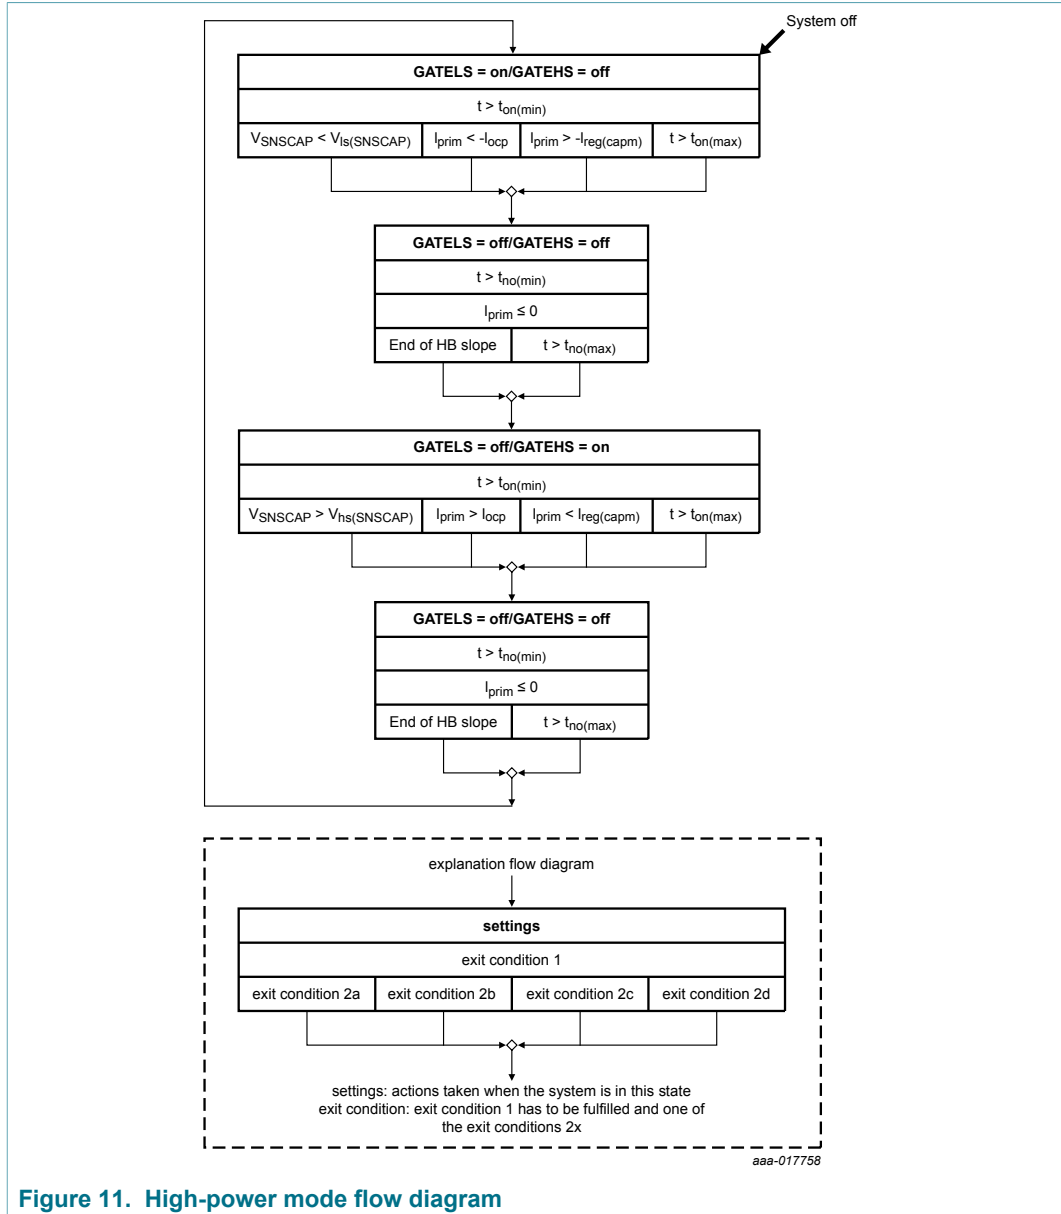 System off
GATELS = on/GATEHS = off
t > ton(min)
VSNSCAP < Vls(SNSCAP)
Iprim < -Iocp
Iprim > -Ireg(capm)
t > ton(max)
GATELS = off/GATEHS = off
t > tno(min)
Iprim ≤ 0
End of HB slope
t > tno(max)
GATELS = off/GATEHS = on
t > ton(min)
VSNSCAP > Vhs(SNSCAP)
Iprim > Iocp
Iprim < Ireg(capm)
t > ton(max)
GATELS = off/GATEHS = off
t > tno(min)
Iprim ≤ 0
End of HB slope
t > tno(max)
explanation flow diagram
settings
exit condition 1
exit condition 2a
exit condition 2b
exit condition 2c
exit condition 2d
settings: actions taken when the system is in this state
exit condition: exit condition 1 has to be fulfilled and one of
the exit conditions 2x
aaa-017758
Figure 11. High-power mode flow diagram